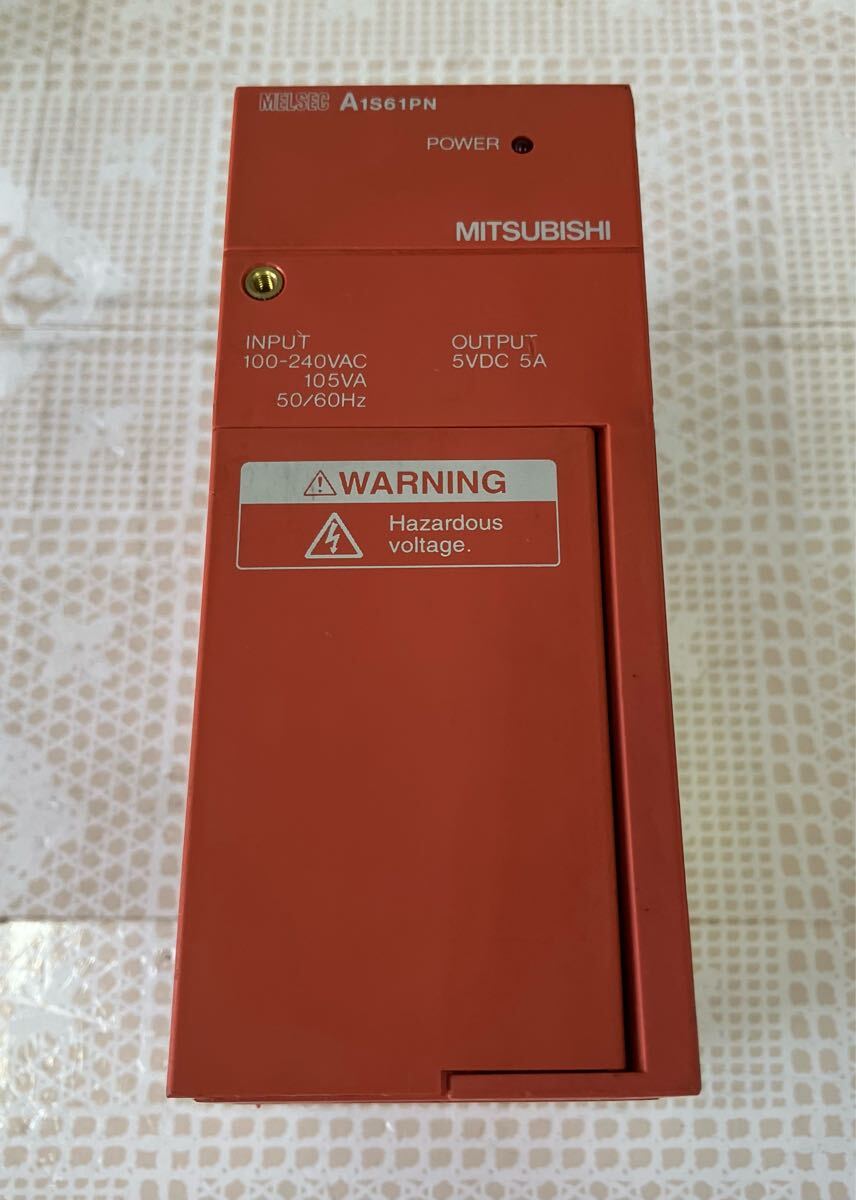 MELSEC A1S61PN
POWER
MITSUBISHI
INPUT
100-240VAC
105VA
50/60Hz
OUTPUT
5VDC 5A
WARNING
Hazardous
voltage.